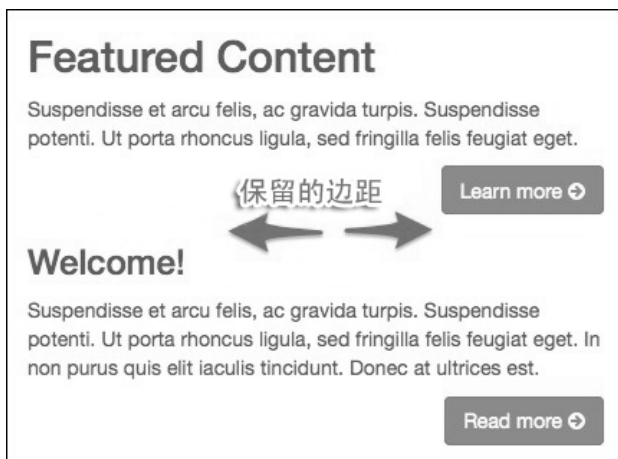 Featured Content
Suspendisse et arcu felis, ac gravida turpis. Suspendisse
potenti. Ut porta rhoncus ligula, sed fringilla felis feugiat eget.
保留的边距
Learn more
Welcome!
Suspendisse et arcu felis, ac gravida turpis. Suspendisse
potenti. Ut porta rhoncus ligula, sed fringilla felis feugiat eget. In
non purus quis elit iaculis tincidunt. Donec at ultrices est.
Read more